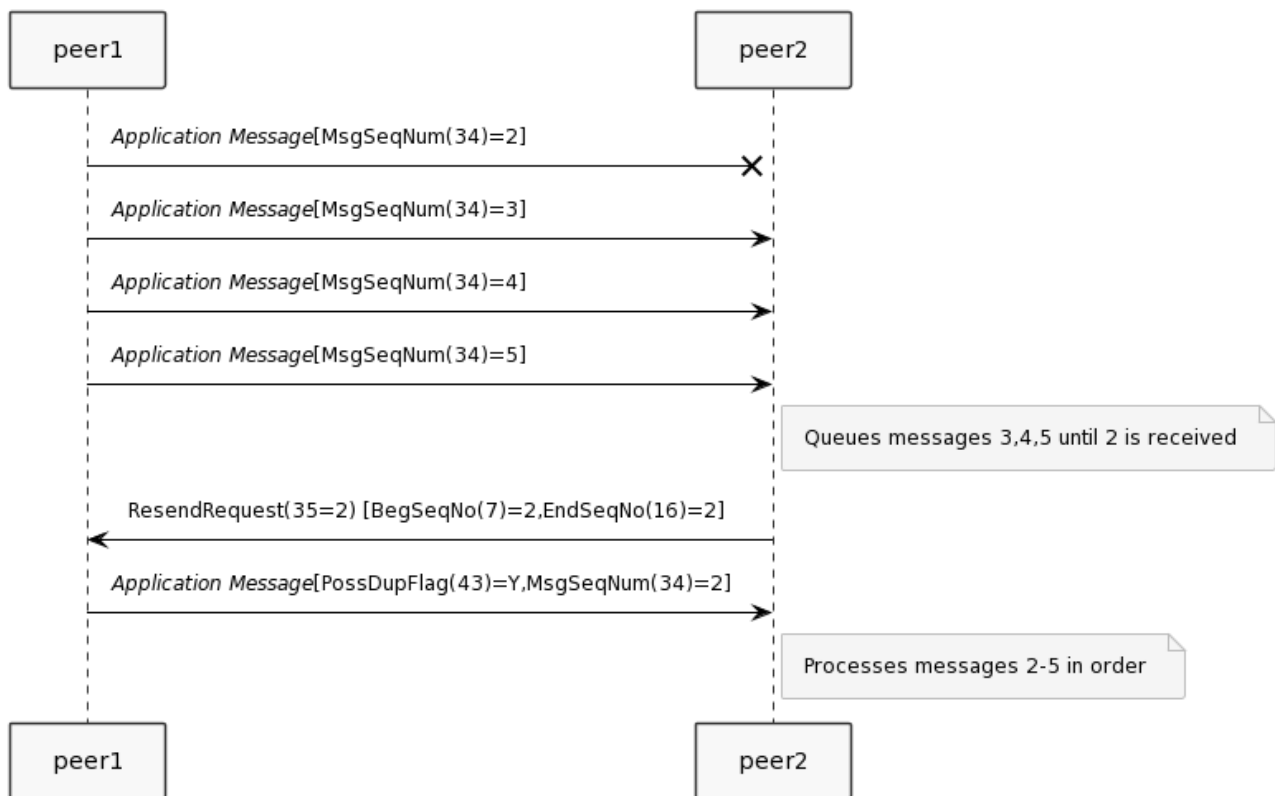 peer1
peer2
Application Message[MsgSeqNum(34)=2]
Application Message[MsgSeqNum(34)=3]
Application Message[MsgSeqNum(34)=4]
Application Message[MsgSeqNum(34)=5]
Queues messages 3,4,5 until 2 is received
ResendRequest(35=2) [BegSeqNo(7)=2,EndSeqNo(16)=2]
Application Message[PossDupFlag(43)=Y,MsgSeqNum(34)=2]
Processes messages 2-5 in order
peer1
peer2